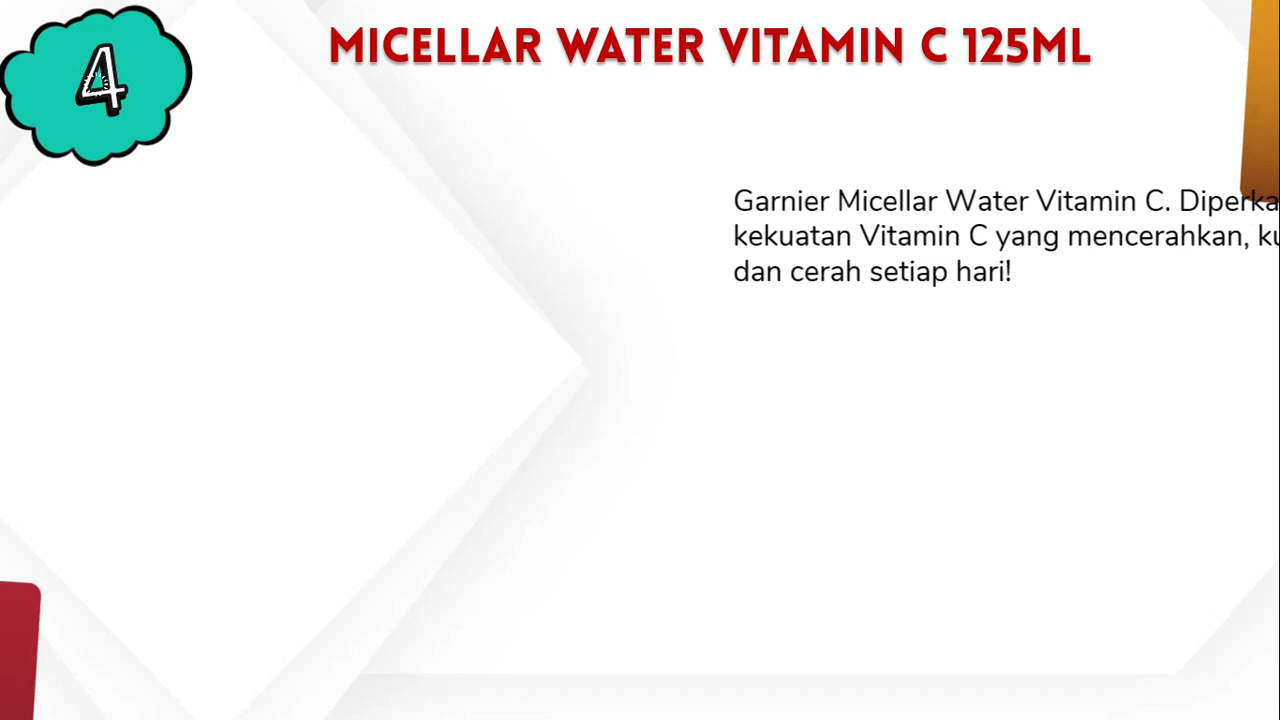 4
MICELLAR WATER VITAMIN C 125ML
Garnier Micellar Water Vitamin C.
kekuatan Vitamin C yang mencerahkan,
dan cerah setiap hari!